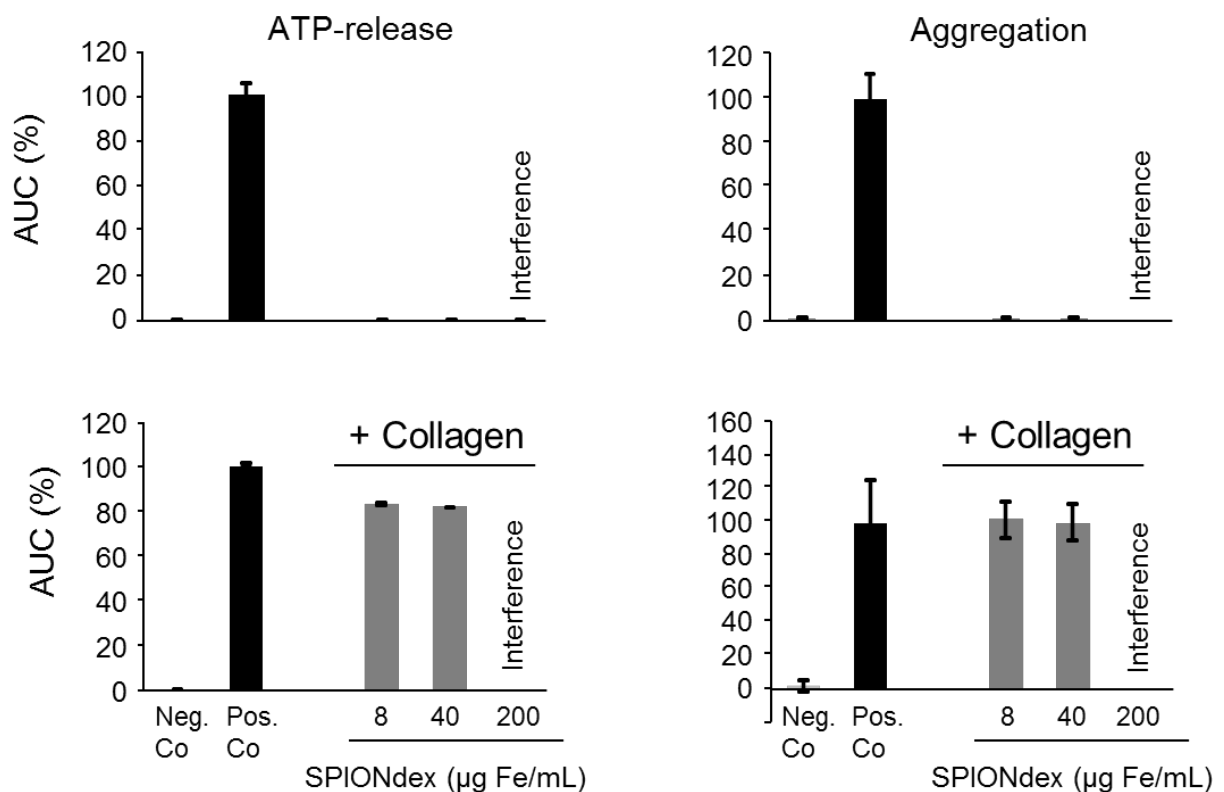 ATP-release
AUC (%)
120
100
80
60
40
20
0
Interference
Aggregation
120
100
80
60
40
20
0
Interference
AUC (%)
120
100
80
60
40
20
0
+ Collagen
Interference
Neg. Co
Pos. Co
8 40 200
SPIONdex (µg Fe/mL)
160
140
120
100
80
60
40
20
0
+ Collagen
Interference
Neg. Co
Pos. Co
8 40 200
SPIONdex (µg Fe/mL)